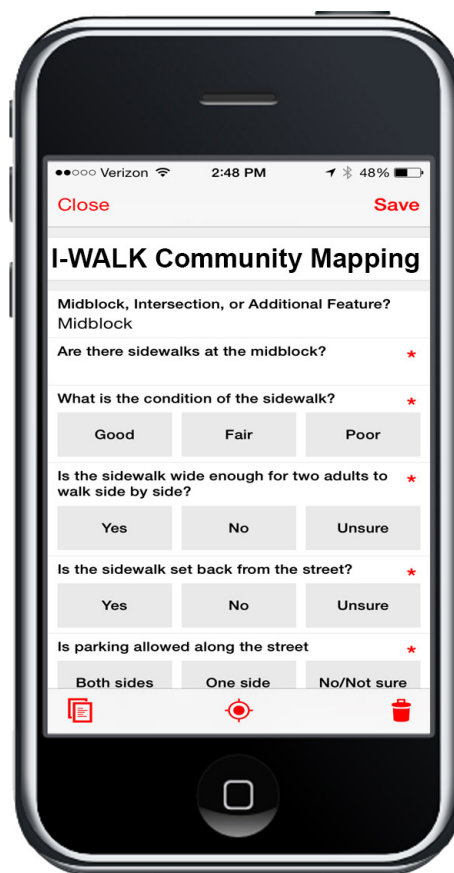 Verizon 2:48 PM 48%
Close Save
I-WALK Community Mapping
Midblock, Intersection, or Additional Feature?
Midblock
Are there sidewalks at the midblock? *
What is the condition of the sidewalk? *
Good Fair Poor
Is the sidewalk wide enough for two adults to *
walk side by side?
Yes No Unsure
Is the sidewalk set back from the street? *
Yes No Unsure
Is parking allowed along the street *
Both sides One side No/Not sure